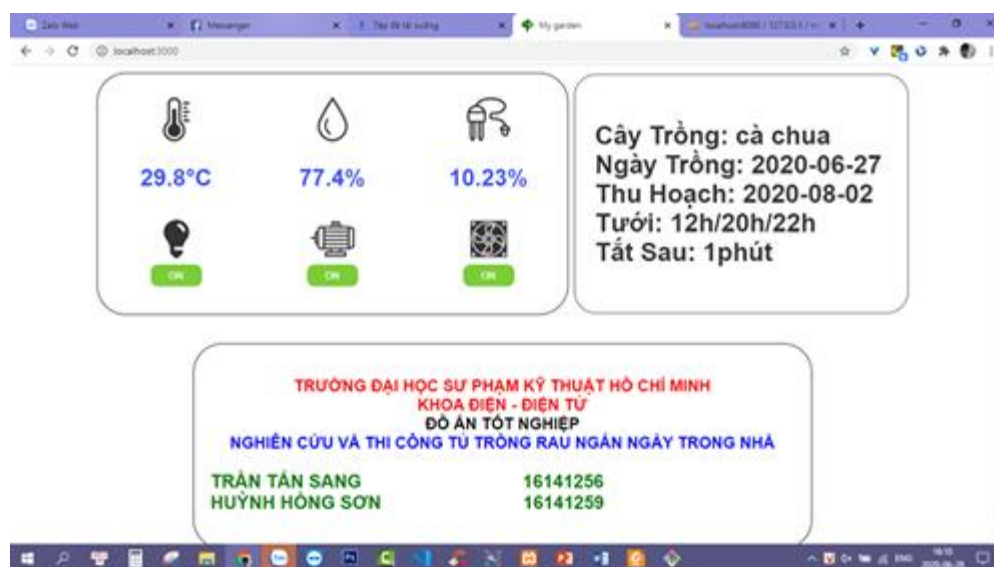 Zalo Web
Messenger
My garden
localhost:3000
29.8°C
77.4%
10.23%
ON
ON
ON
Cây Trồng: cà chua
Ngày Trồng: 2020-06-27
Thu Hoạch: 2020-08-02
Tưới: 12h/20h/22h
Tắt Sau: 1phút
TRƯỜNG ĐẠI HỌC SƯ PHẠM KỸ THUẬT HỒ CHÍ MINH
KHOA ĐIỆN - ĐIỆN TỬ
ĐỒ ÁN TỐT NGHIỆP
NGHIÊN CỨU VÀ THI CÔNG TỦ TRỒNG RAU NGẮN NGÀY TRONG NHÀ
TRẦN TẤN SANG 16141256
HUỲNH HỒNG SƠN 16141259
ENG